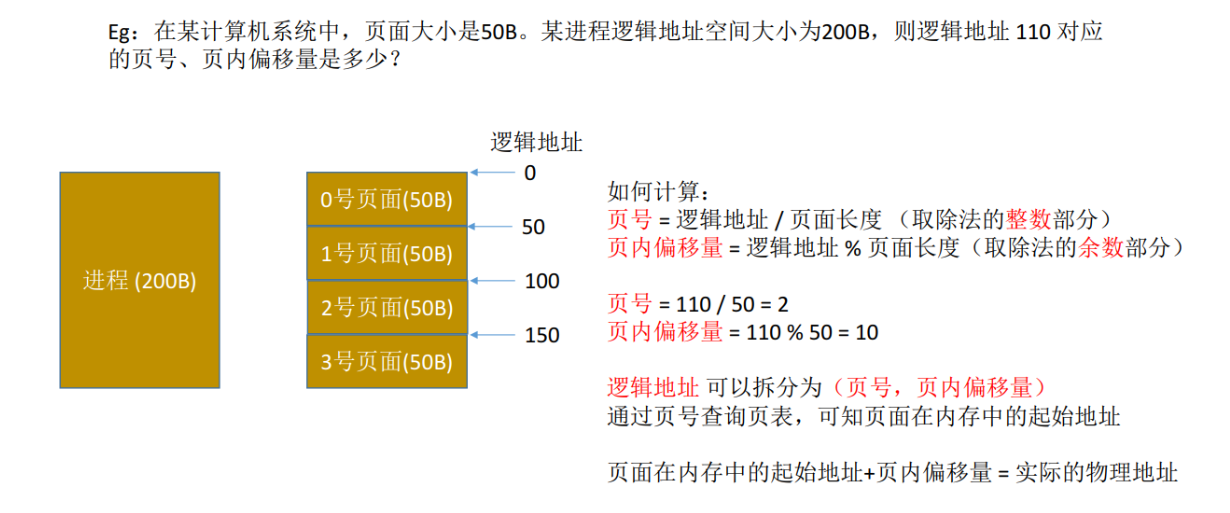 Eg：在某计算机系统中，页面大小是50B。某进程逻辑地址空间大小为200B，则逻辑地址 110 对应
的页号、页内偏移量是多少？
逻辑地址
0
0号页面(50B)
50
1号页面(50B)
进程 (200B)
100
2号页面(50B)
150
3号页面(50B)
如何计算：
页号 = 逻辑地址 / 页面长度 （取除法的整数部分）
页内偏移量 = 逻辑地址 % 页面长度（取除法的余数部分）
页号 = 110 / 50 = 2
页内偏移量 = 110 % 50 = 10
逻辑地址 可以拆分为（页号，页内偏移量）
通过页号查询页表，可知页面在内存中的起始地址
页面在内存中的起始地址+页内偏移量 = 实际的物理地址